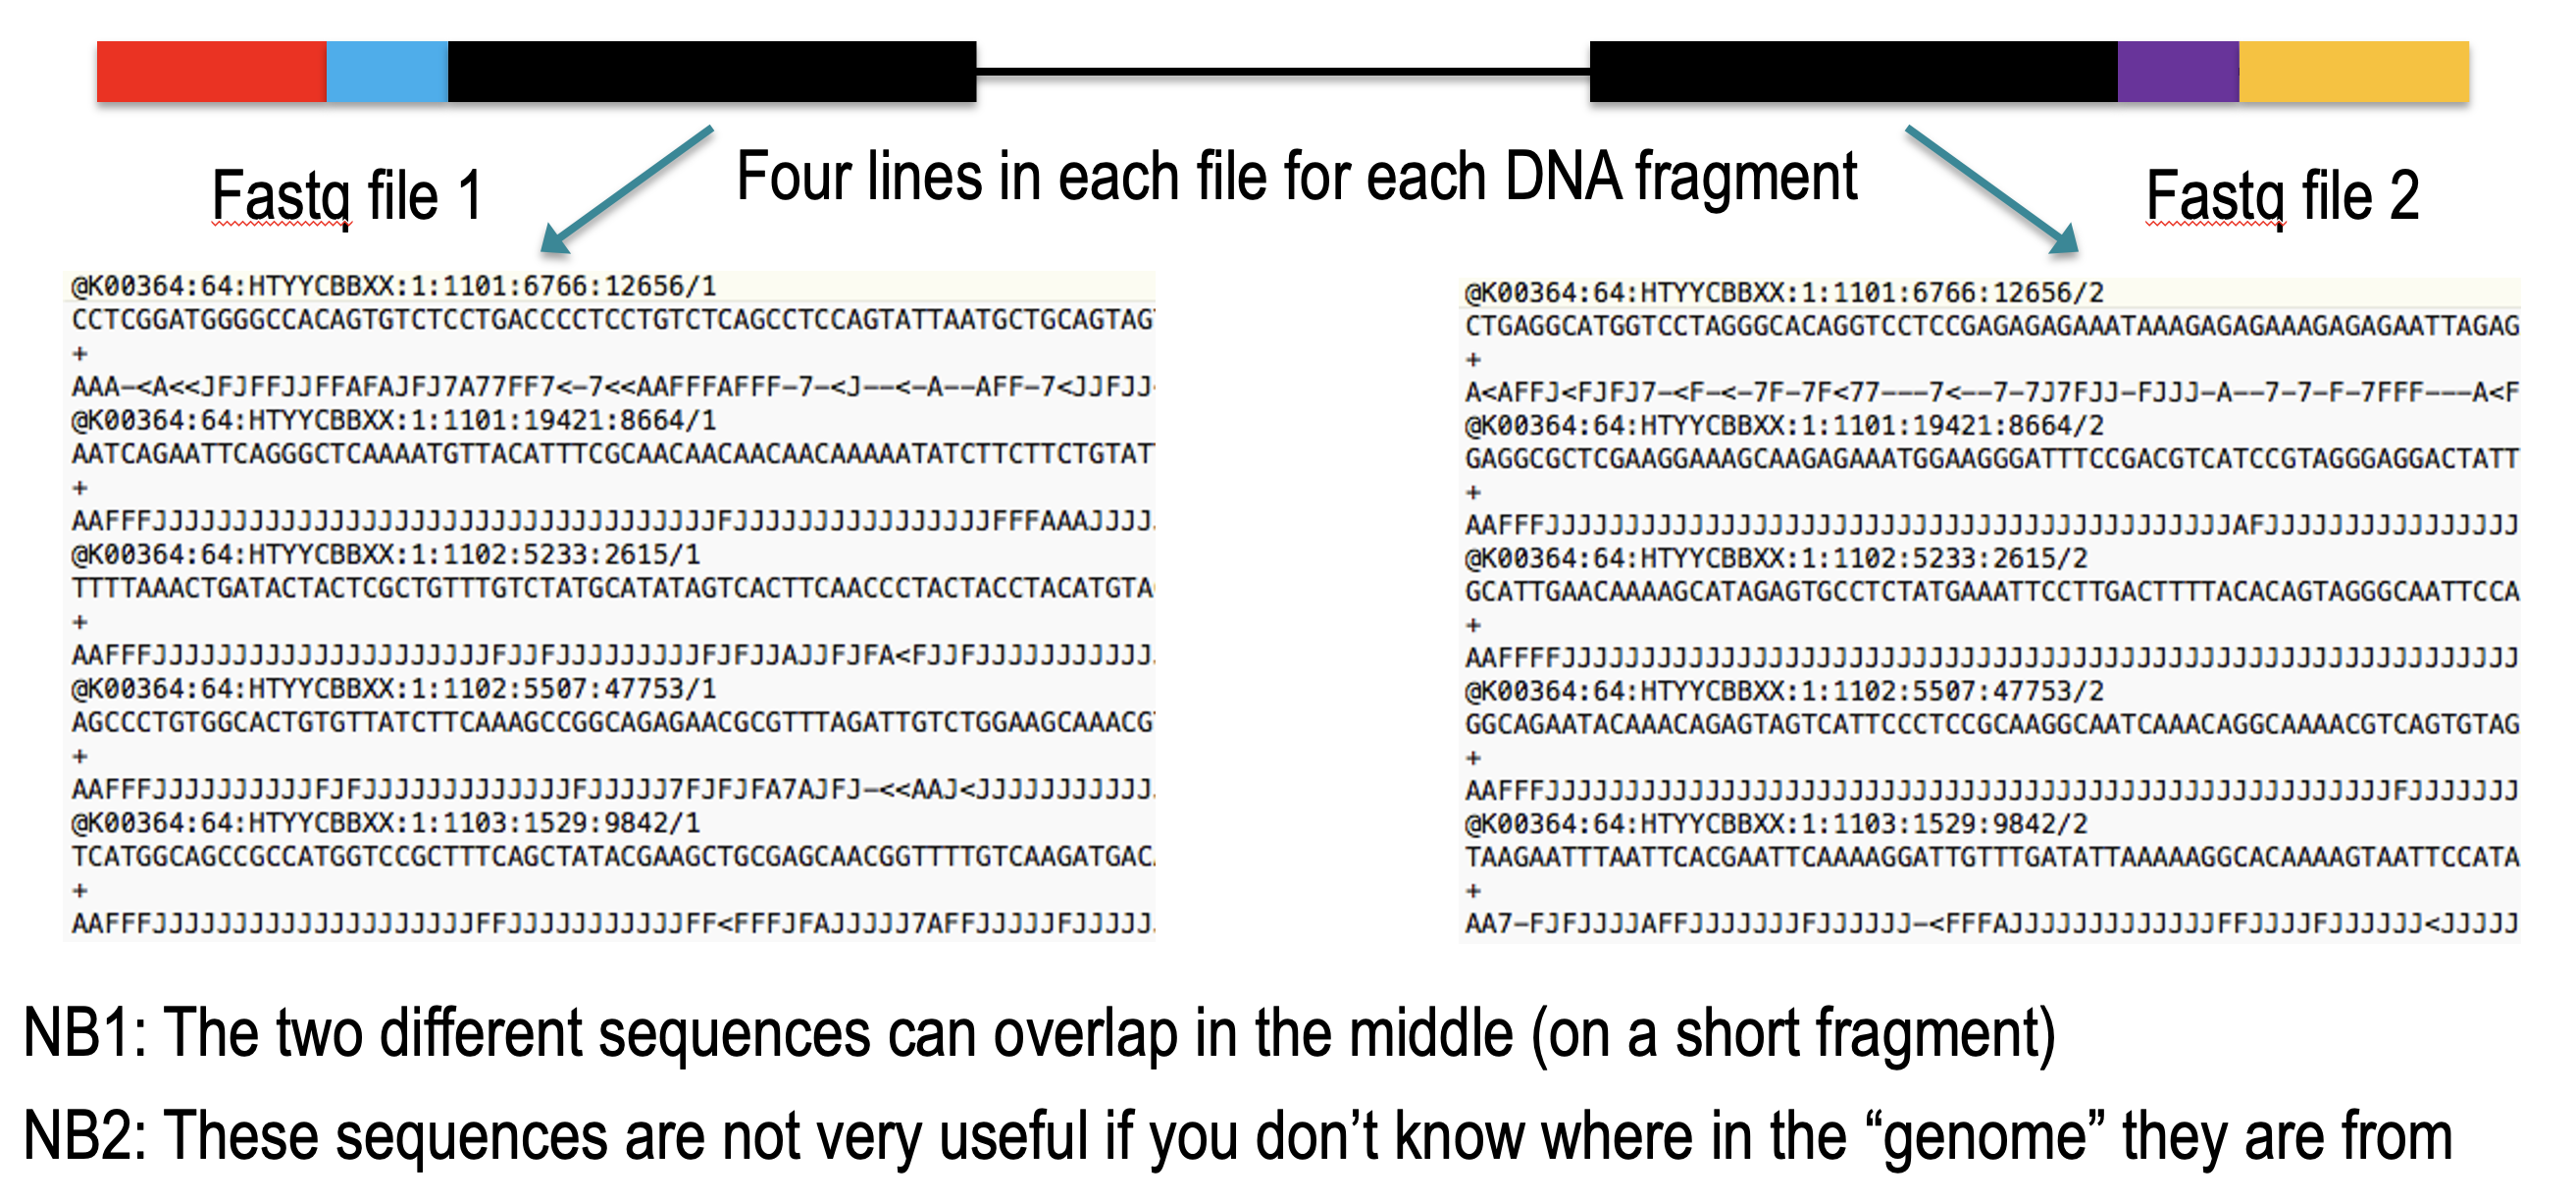 Four lines in each file for each DNA fragment
Fastq file 1
@K00364:64:HTYYCBBXX:1:1101:6766:12656/1
CCTCGGATGGGGCCACAGTGTCTCCTGACCCCTCCTGTCTCAGCCTCCAGTATTAATGCTGCAGTAG
+
AAA-<A<<JFJFFJJFFAFAJFJ7A77FF7<-7<<AAFFFAFFF-7-<J--<-A--AFF-7<JJFJJ
@K00364:64:HTYYCBBXX:1:1101:19421:8664/1
AATCAGAATTCAGGGCTCAAAATGTTACATTTCGCAACAACAACAACAAAAATATCTTCTTCTGTAT
+
AAFFFJJJJJJJJJJJJJJJJJJJJJJJJJJJJJJJJJJJFJJJJJJJJJJJJJJJJJFFFAAAJJJJ
@K00364:64:HTYYCBBXX:1:1102:5233:2615/1
TTTTAAACTGATACTACTCGCTGTTTGTCTATGCATATAGTCACTTCAACCCTACTACCTACATGTA
+
AAFFFJJJJJJJJJJJJJJJJJJJJJFJJFJJJJJJJJJFJFJJAJJFJFA<FJJFJJJJJJJJJJJ
@K00364:64:HTYYCBBXX:1:1102:5507:47753/1
AGCCCTGTGGCACTGTGTTATCTTCAAAGCCGGCAGAGAACGCGTTTAGATTGTCTGGAAGCAAACG
+
AAFFFJJJJJJJJJJFJFJJJJJJJJJJJJJFJJJJJ7FJFJFA7AJFJ-<<AAJ<JJJJJJJJJJJ
@K00364:64:HTYYCBBXX:1:1103:1529:9842/1
TCATGGCAGCCGCCATGGTCCGCTTTCAGCTATACGAAGCTGCGAGCAACGGTTTTGTCAAGATGAC
+
AAFFFJJJJJJJJJJJJJJJJJJJJFFJJJJJJJJJJJFF<FFFJFAJJJJJ7AFFJJJJJFJJJJJ
Fastq file 2
@K00364:64:HTYYCBBXX:1:1101:6766:12656/2
CTGAGGCATGGTCCTAGGGCACAGGTCCTCCGAGAGAGAAATAAAGAGAGAAAGAGAGAATTAGAG
+
A<AFFJ<FJFJ7-<F-<-7F-7F<77---7<--7-7J7FJJ-FJJJ-A--7-7-F-7FFF---A<F
@K00364:64:HTYYCBBXX:1:1101:19421:8664/2
GAGGCGCTCGAAGGAAAGCAAGAGAAATGGAAGGGATTTCCGACGTCATCCGTAGGGAGGACTATT
+
AAFFFJJJJJJJJJJJJJJJJJJJJJJJJJJJJJJJJJJJJJJJJJJJAFJJJJJJJJJJJJJJJJ
@K00364:64:HTYYCBBXX:1:1102:5233:2615/2
GCATTGAACAAAAGCATAGAGTGCCTCTATGAAATTCCTTGACTTTTACACAGTAGGGCAATTCCA
+
AAFFFFJJJJJJJJJJJJJJJJJJJJJJJJJJJJJJJJJJJJJJJJJJJJJJJJJJJJJJJJJJJJ
@K00364:64:HTYYCBBXX:1:1102:5507:47753/2
GGCAGAATACAAACAGAGTAGTCATTCCCTCCGCAAGGCAATCAAACAGGCAAAACGTCAGTGTAG
+
AAFFFJJJJJJJJJJJJJJJJJJJJJJJJJJJJJJJJJJJJJJJJJJJJJJJJJJJJJFJJJJJJJ
@K00364:64:HTYYCBBXX:1:1103:1529:9842/2
TAAGAATTTAATTCACGAATTCAAAAGGATTGTTTGATATTAAAAAGGCACAAAAGTAATTCCATA
+
AA7-FJFJJJJAFFJJJJJJJFJJJJJJ-<FFFAJJJJJJJJJJJJJFFJJJJFJJJJJJ<JJJJJ
NB1: The two different sequences can overlap in the middle (on a short fragment)
NB2: These sequences are not very useful if you don’t know where in the “genome” they are from